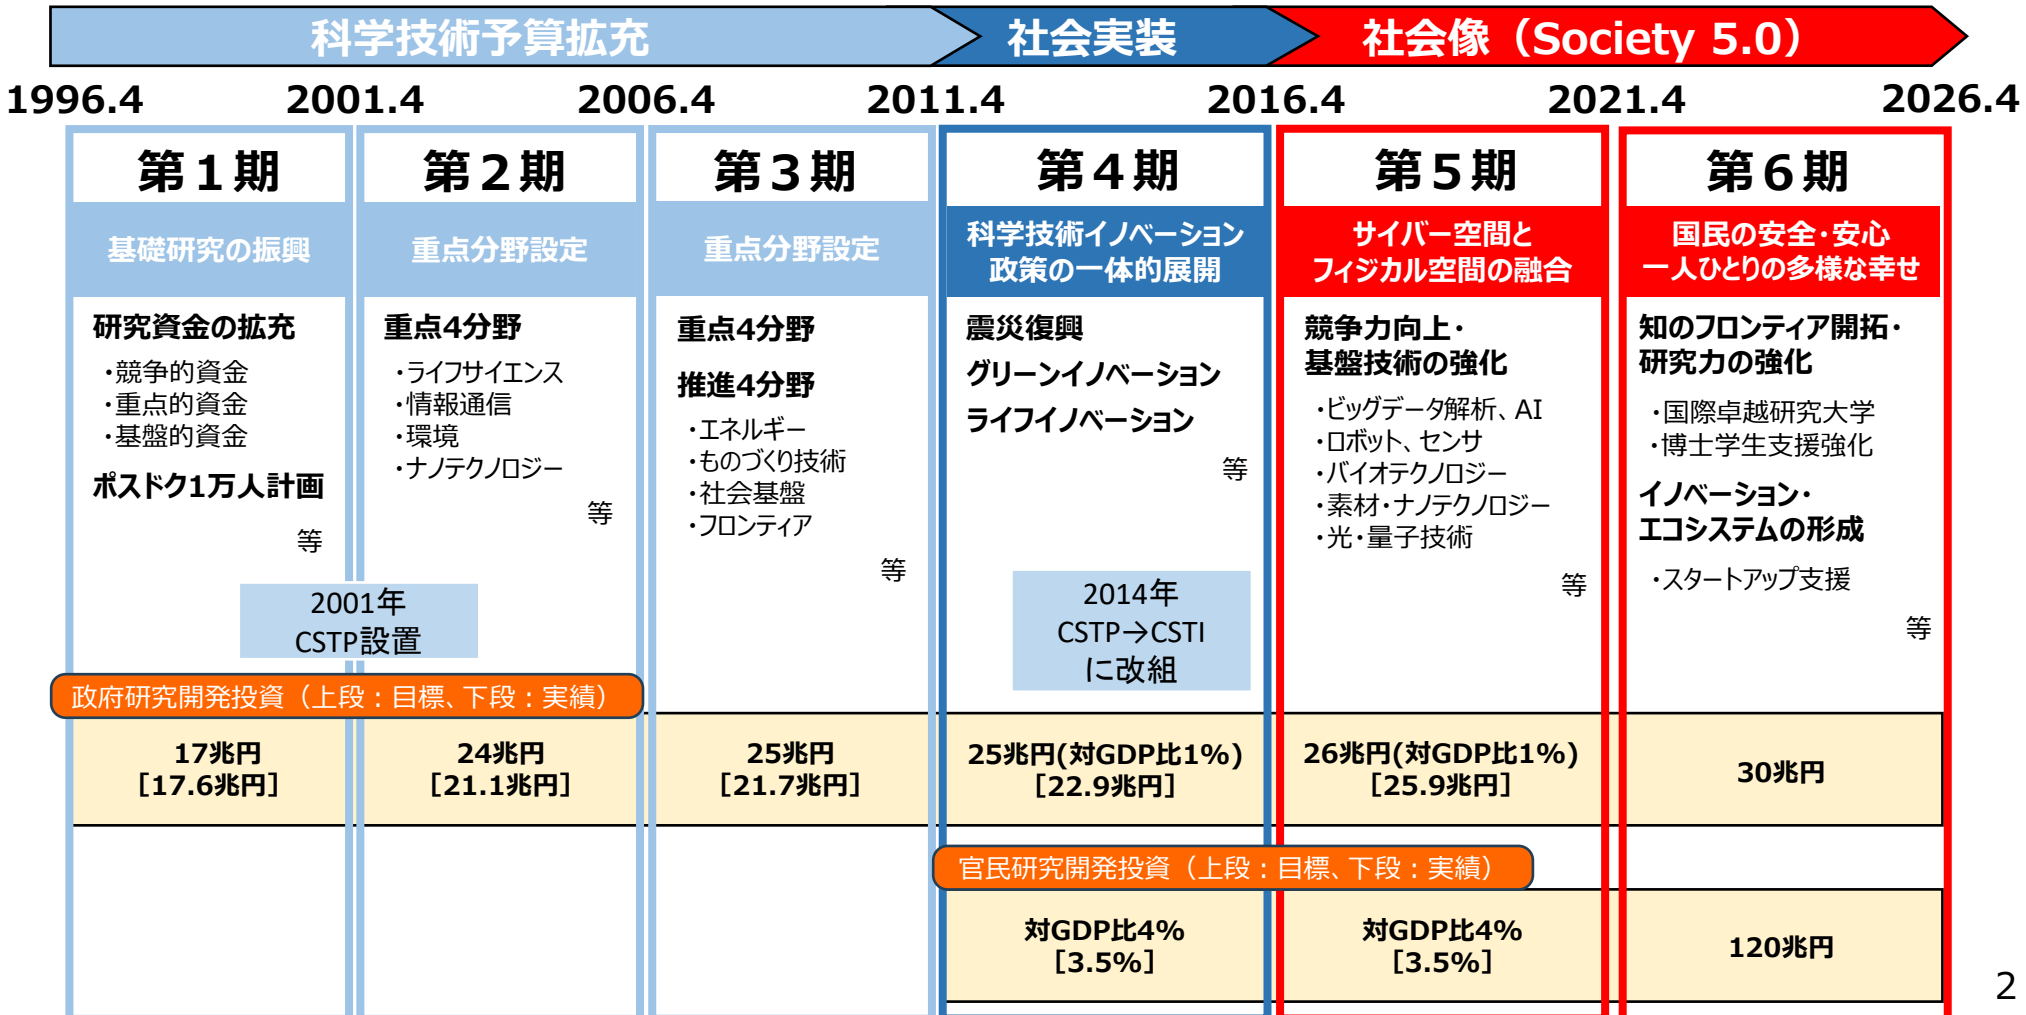 科学技術予算拡充
社会実装
社会像（Society 5.0）
1996.4
2001.4
2006.4
2011.4
2016.4
2021.4
2026.4
第１期
基礎研究の振興
研究資金の拡充
・競争的資金
・重点的資金
・基盤的資金
ポスドク1万人計画
等
第２期
重点分野設定
重点4分野
・ライフサイエンス
・情報通信
・環境
・ナノテクノロジー
等
2001年
CSTP設置
第３期
重点分野設定
重点4分野
推進4分野
・エネルギー
・ものづくり技術
・社会基盤
・フロンティア
等
第４期
科学技術イノベーション
政策の一体的展開
震災復興
グリーンイノベーション
ライフイノベーション
等
2014年
CSTP→CSTI
に改組
第５期
サイバー空間と
フィジカル空間の融合
競争力向上・
基盤技術の強化
・ビッグデータ解析、AI
・ロボット、センサ
・バイオテクノロジー
・素材・ナノテクノロジー
・光・量子技術
等
第６期
国民の安全・安心
一人ひとりの多様な幸せ
知のフロンティア開拓・
研究力の強化
・国際卓越研究大学
・博士学生支援強化
イノベーション・
エコシステムの形成
・スタートアップ支援
等
政府研究開発投資（上段：目標、下段：実績）
17兆円
［17.6兆円］
24兆円
［21.1兆円］
25兆円
［21.7兆円］
25兆円(対GDP比1%)
［22.9兆円］
26兆円(対GDP比1%)
［25.9兆円］
30兆円
官民研究開発投資（上段：目標、下段：実績）
対GDP比4%
［3.5%］
対GDP比4%
［3.5%］
120兆円
2